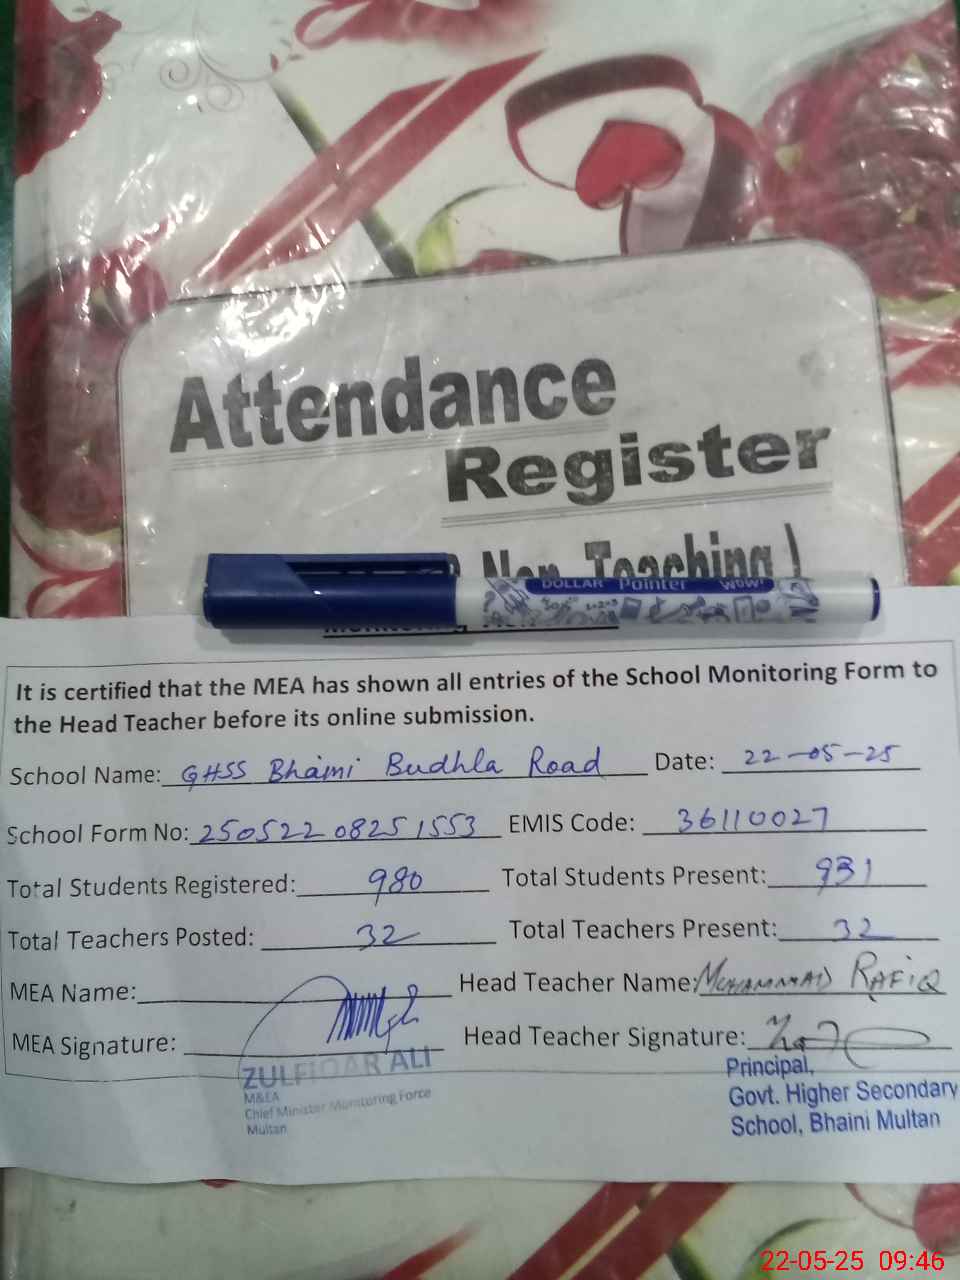 Attendance
Register
Non Teaching)
DOLLAR Pointer WOW!
It is certified that the MEA has shown all entries of the School Monitoring Form to
the Head Teacher before its online submission.
School Name: GHSS Bhaini Budhla Road Date: 22-05-25
School Form No: 250522 08251553 EMIS Code: 36110027
Total Students Registered: 980 Total Students Present: 931
Total Teachers Posted: 32 Total Teachers Present: 32
MEA Name: Head Teacher Name: MUHAMMAD RAFIQ
MEA Signature: Head Teacher Signature:
ZULFIQAR ALI
M&EA
Chief Minister Monitoring Force
Multan
Principal,
Govt. Higher Secondary
School, Bhaini Multan
22-05-25 09:46